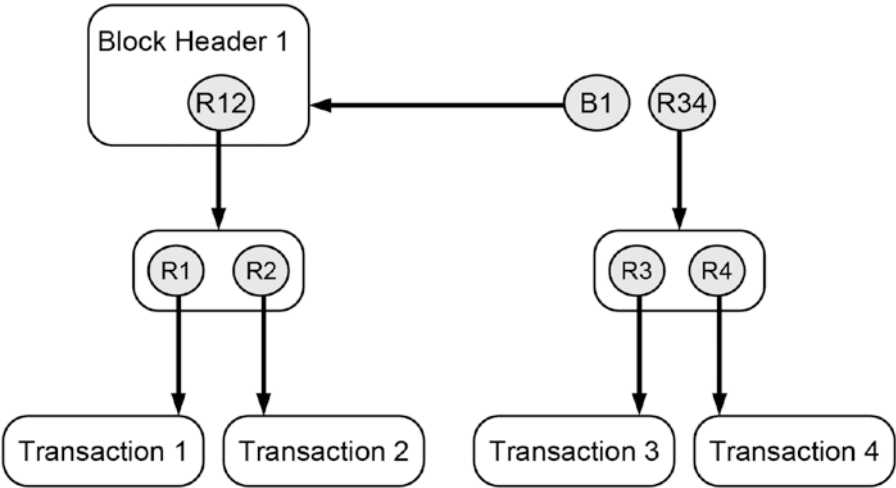 Block Header 1
R12
B1
R34
R1
R2
R3
R4
Transaction 1
Transaction 2
Transaction 3
Transaction 4